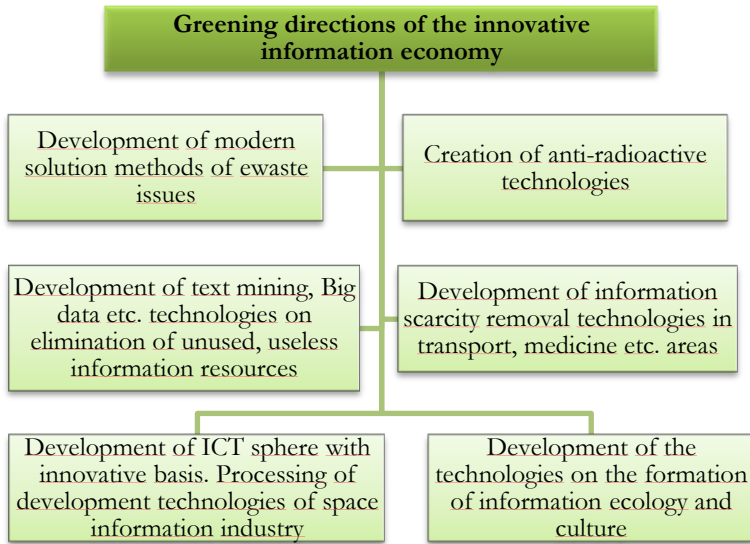 Greening directions of the innovative
information economy
Development of modern
solution methods of ewaste
issues
Creation of anti-radioactive
technologies
Development of text mining, Big
data etc. technologies on
elimination of unused, useless
information resources
Development of information
scarcity removal technologies in
transport, medicine etc. areas
Development of ICT sphere with
innovative basis. Processing of
development technologies of space
information industry
Development of the
technologies on the formation
of information ecology and
culture